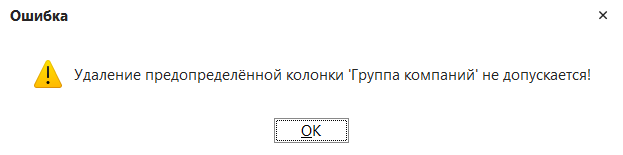 Ошибка
Удаление предопределённой колонки 'Группа компаний' не допускается!
OK